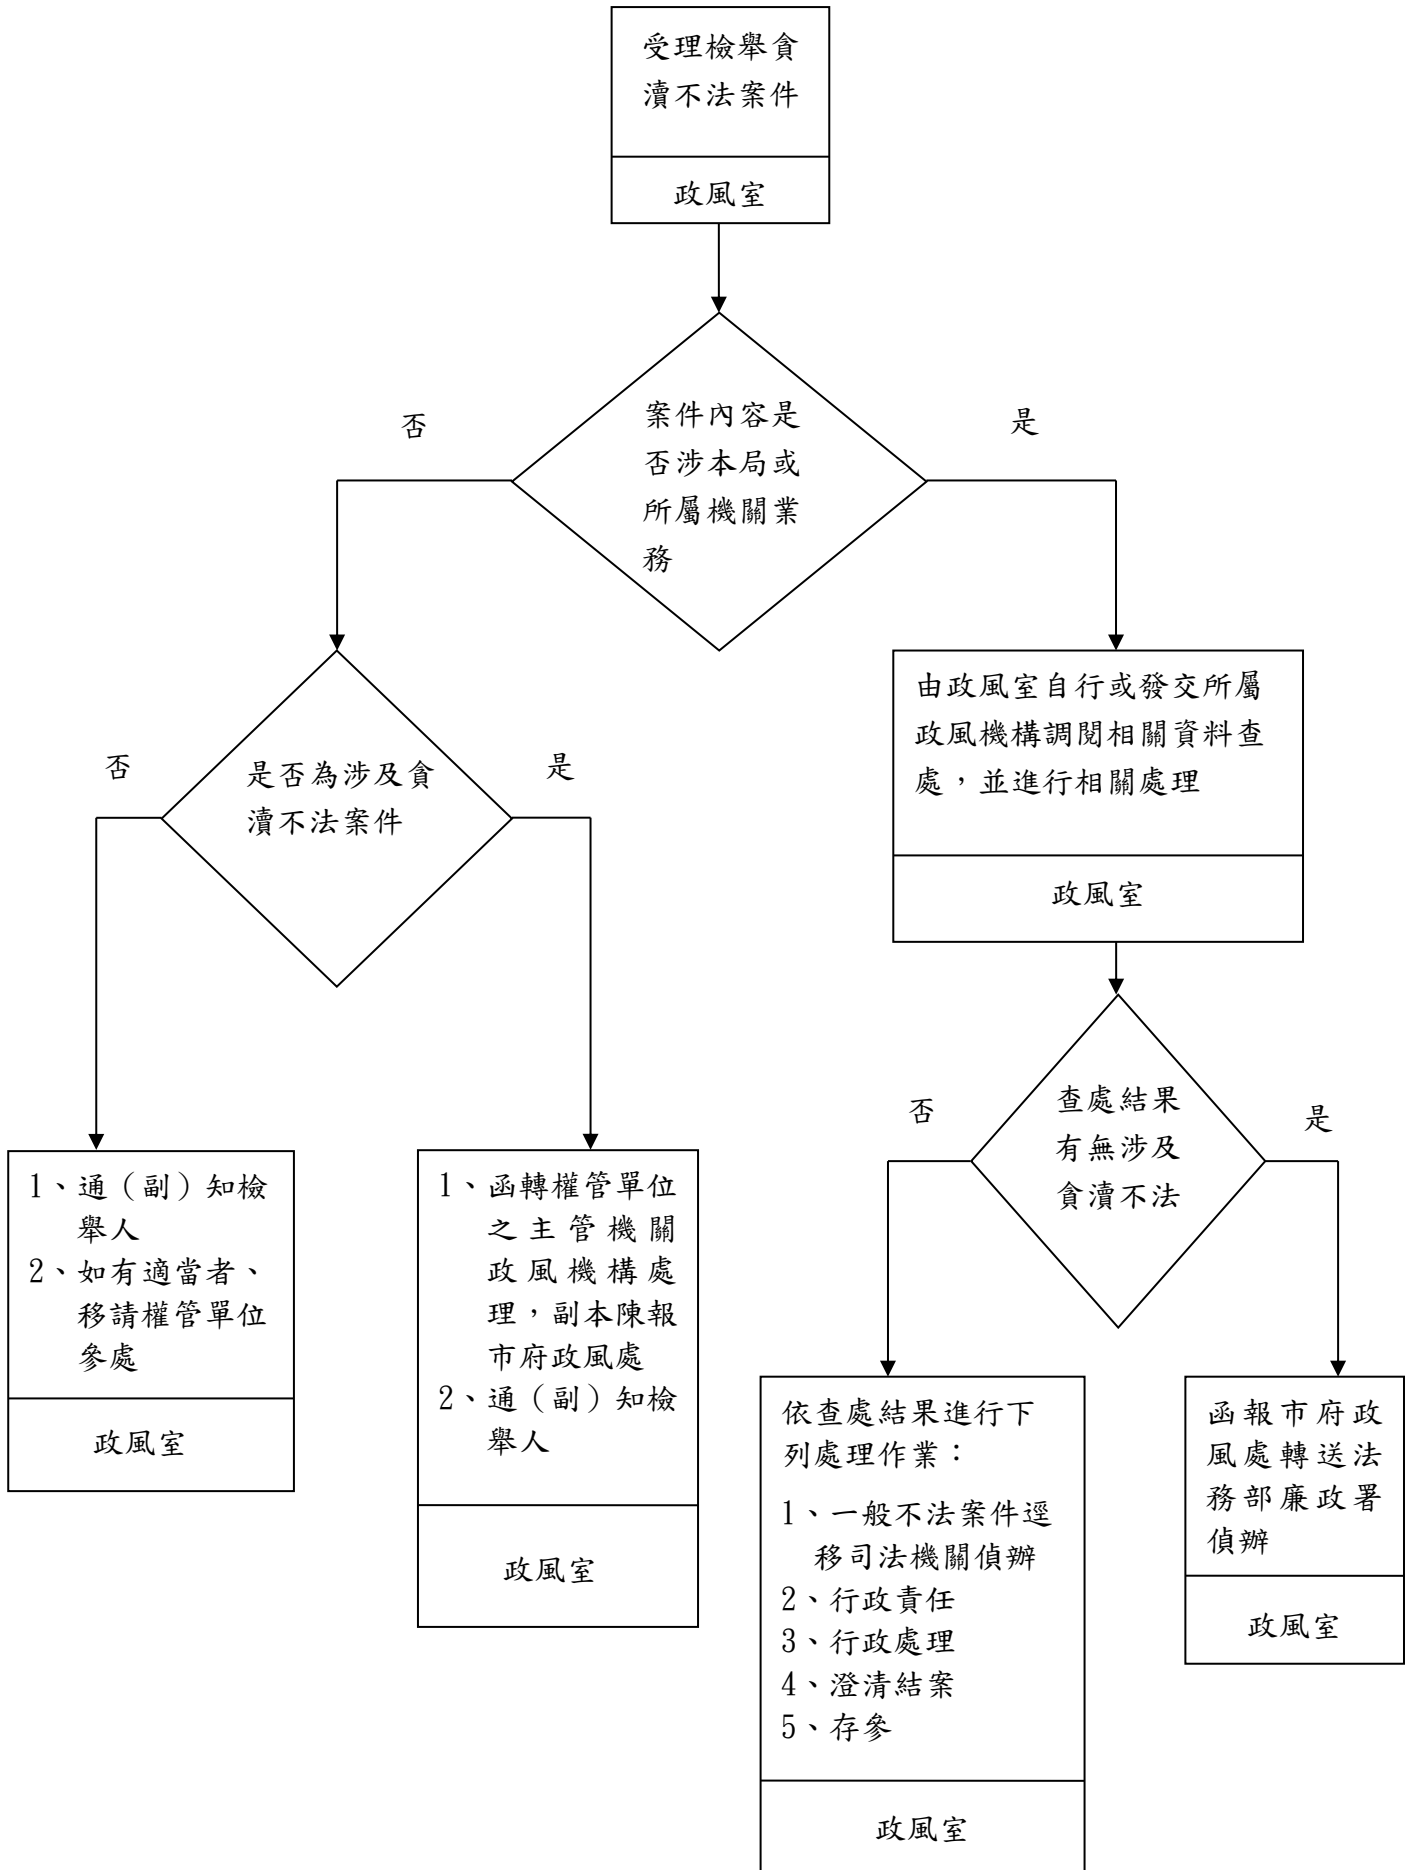 受理檢舉貪
瀆不法案件
政風室
案件內容是
否涉本局或
所屬機關業
務
否
是
是否為涉及貪
瀆不法案件
否
是
由政風室自行或發交所屬
政風機構調閱相關資料查
處，並進行相關處理
政風室
查處結果
有無涉及
貪瀆不法
否
是
1、通（副）知檢
舉人
2、如有適當者、
移請權管單位
參處
政風室
1、函轉權管單位
之主管機關
政風機構處
理，副本陳報
市府政風處
2、通（副）知檢
舉人
政風室
依查處結果進行下
列處理作業：
1、一般不法案件逕
移司法機關偵辦
2、行政責任
3、行政處理
4、澄清結案
5、存參
政風室
函報市府政
風處轉送法
務部廉政署
偵辦
政風室